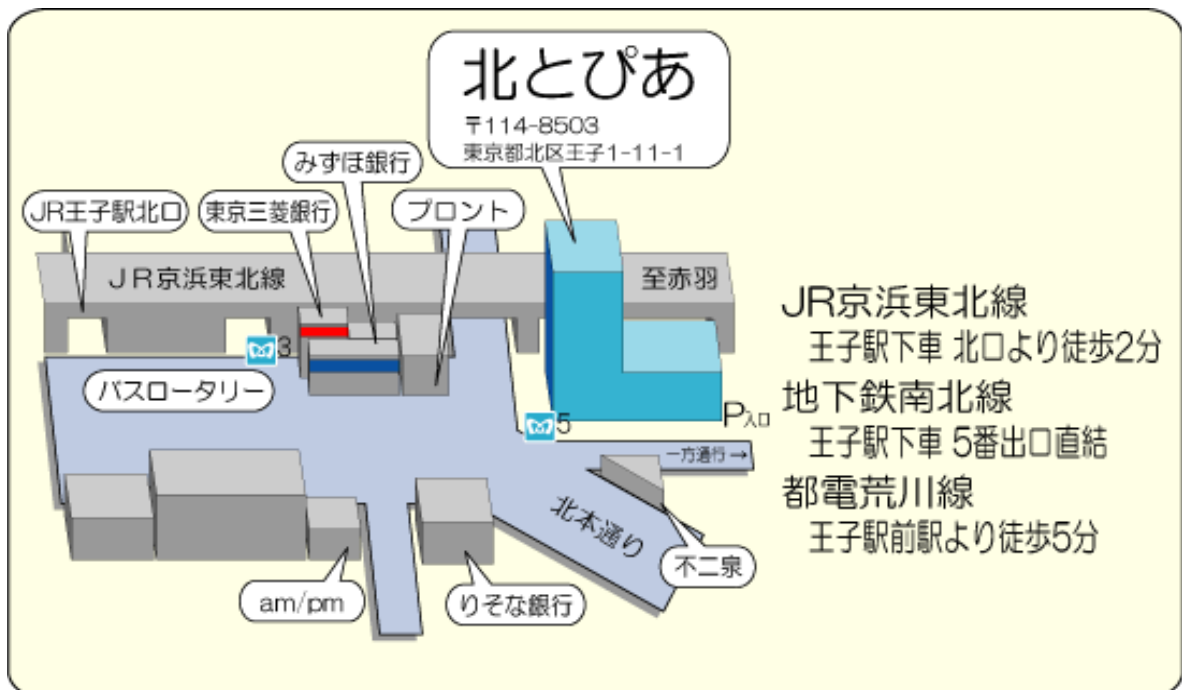 北とぴあ
〒114-8503
東京都北区王子1-11-1
みずほ銀行
JR王子駅北口
東京三菱銀行
プロント
JR京浜東北線
至赤羽
3
バスロータリー
5
P入口
一方通行→
北本通り
不二泉
am/pm
りそな銀行
JR京浜東北線
王子駅下車 北口より徒歩2分
地下鉄南北線
王子駅下車 5番出口直結
都電荒川線
王子駅前駅より徒歩5分